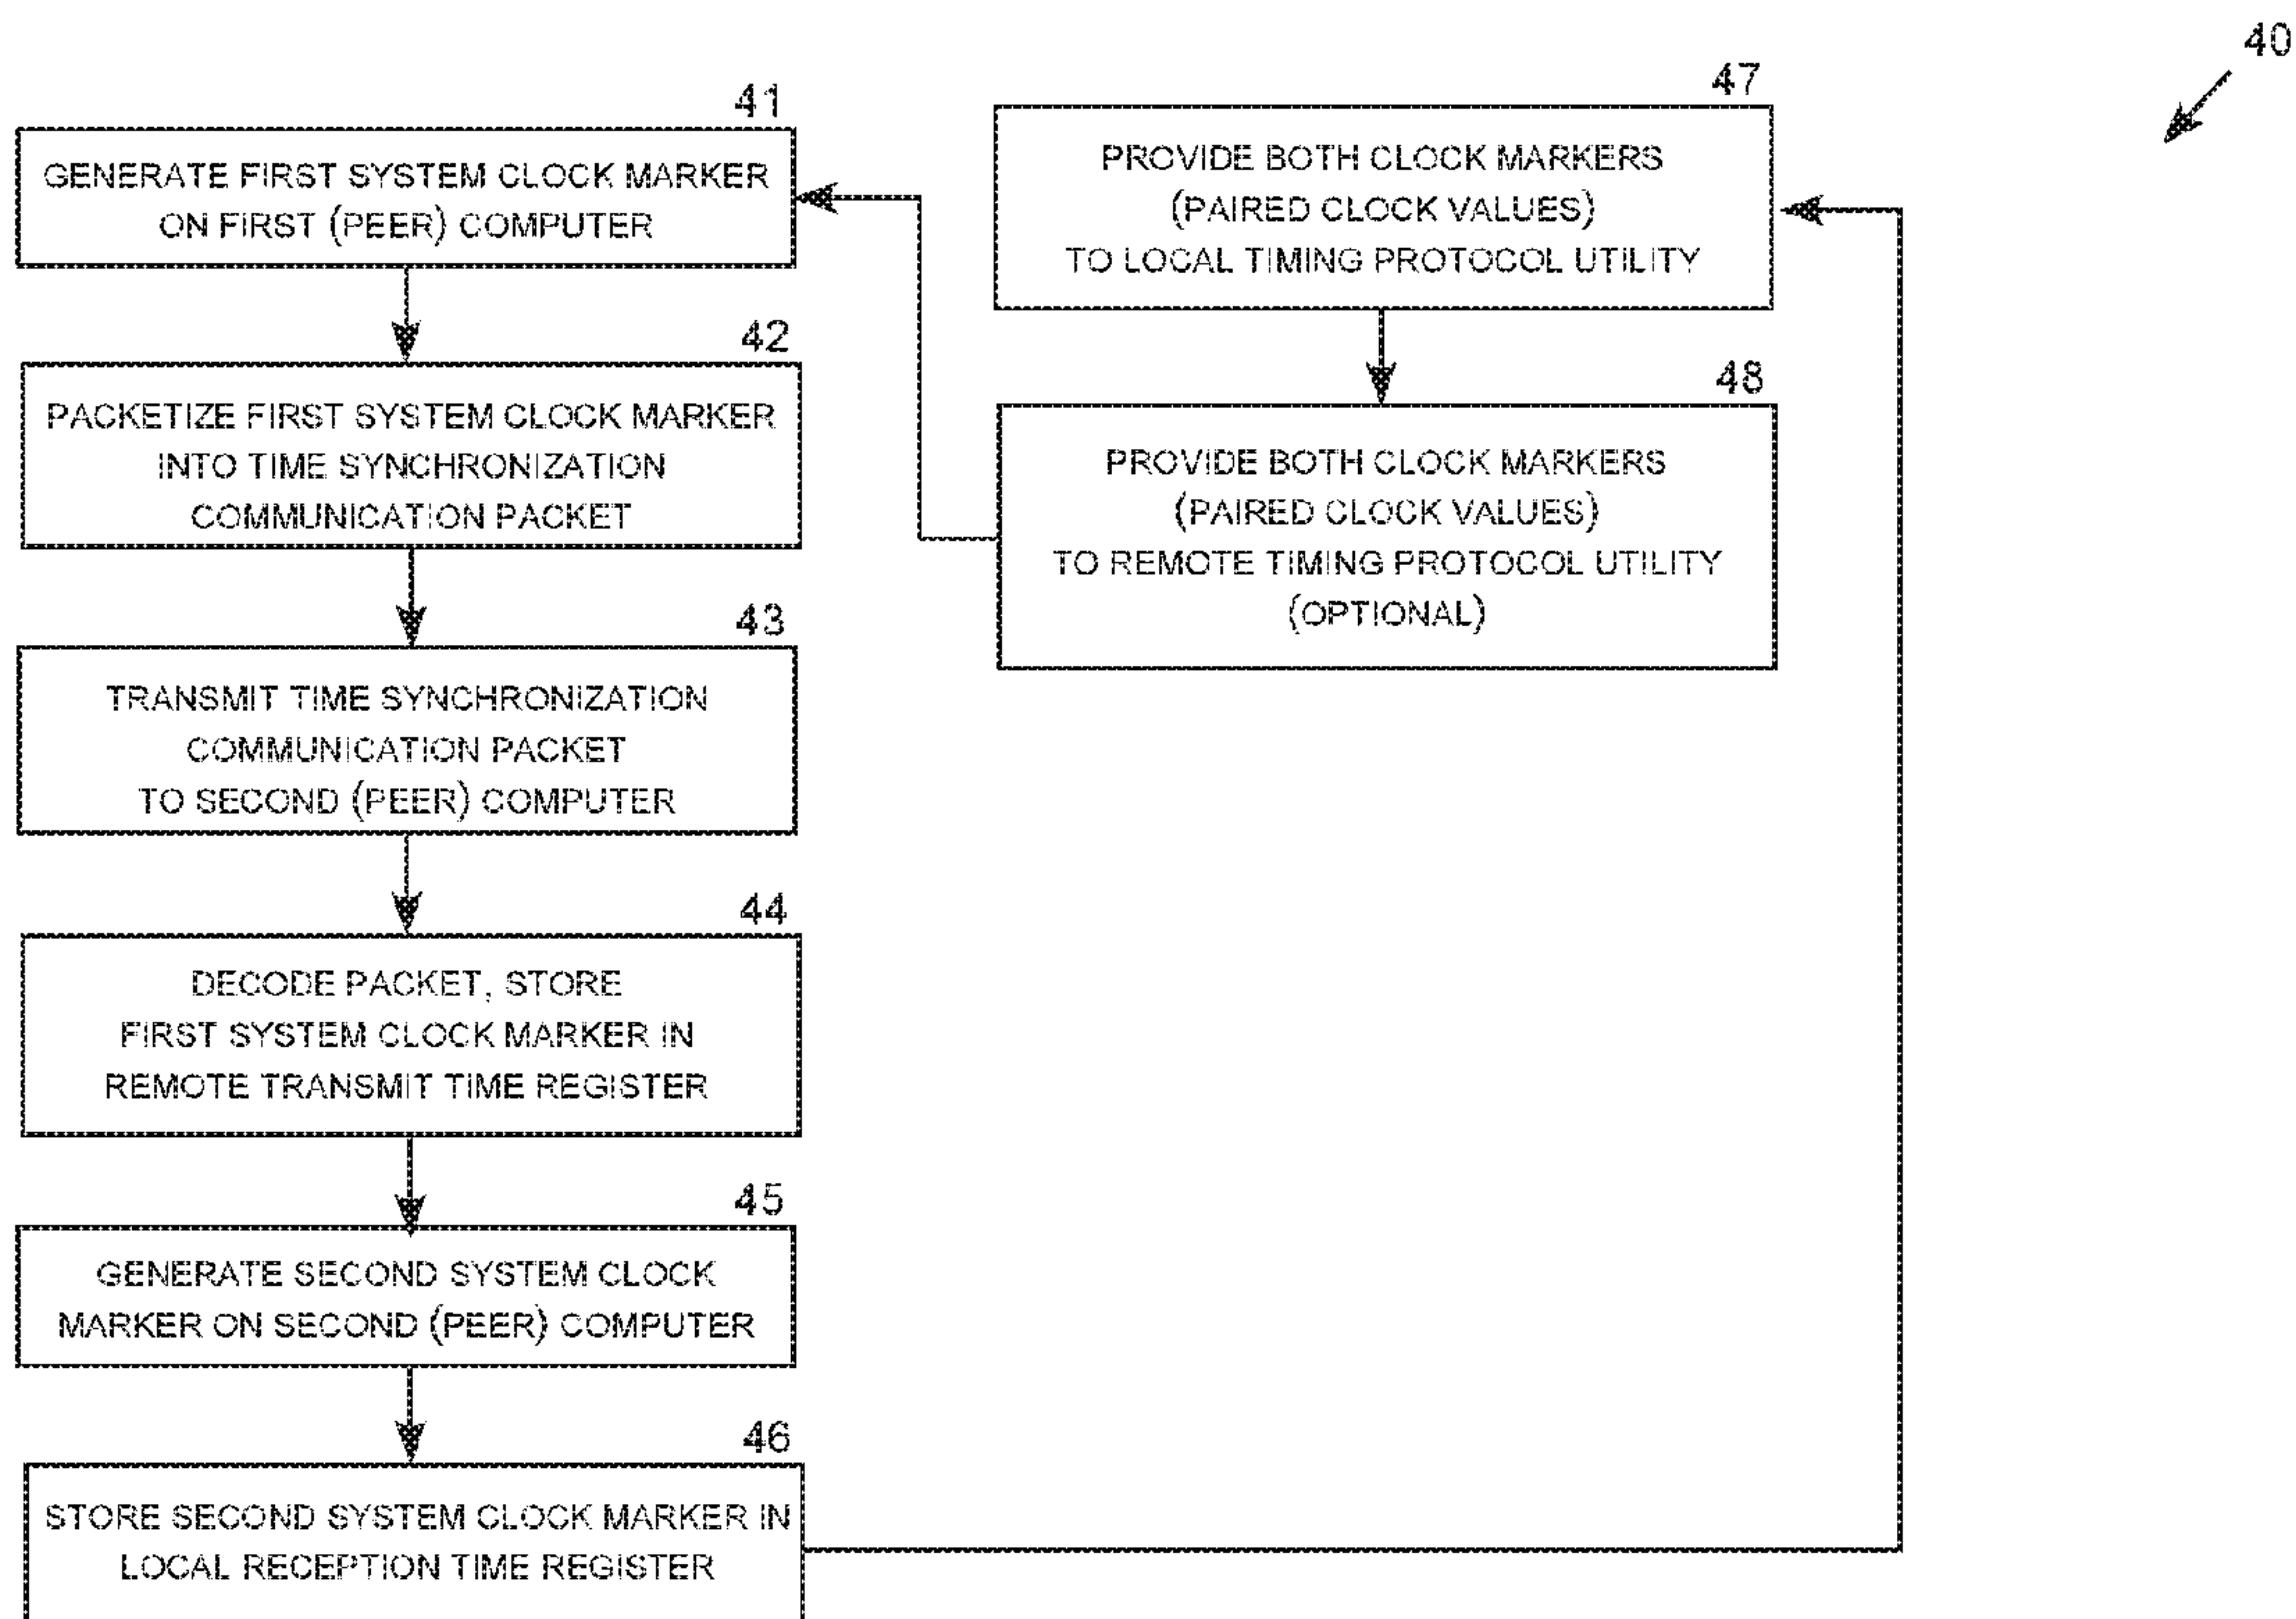 40
41
GENERATE FIRST SYSTEM CLOCK MARKER
ON FIRST (PEER) COMPUTER
42
PACKETIZE FIRST SYSTEM CLOCK MARKER
INTO TIME SYNCHRONIZATION
COMMUNICATION PACKET
43
TRANSMIT TIME SYNCHRONIZATION
COMMUNICATION PACKET
TO SECOND (PEER) COMPUTER
44
DECODE PACKET, STORE
FIRST SYSTEM CLOCK MARKER IN
REMOTE TRANSMIT TIME REGISTER
45
GENERATE SECOND SYSTEM CLOCK
MARKER ON SECOND (PEER) COMPUTER
46
STORE SECOND SYSTEM CLOCK MARKER IN
LOCAL RECEPTION TIME REGISTER
47
PROVIDE BOTH CLOCK MARKERS
(PAIRED CLOCK VALUES)
TO LOCAL TIMING PROTOCOL UTILITY
48
PROVIDE BOTH CLOCK MARKERS
(PAIRED CLOCK VALUES)
TO REMOTE TIMING PROTOCOL UTILITY
(OPTIONAL)